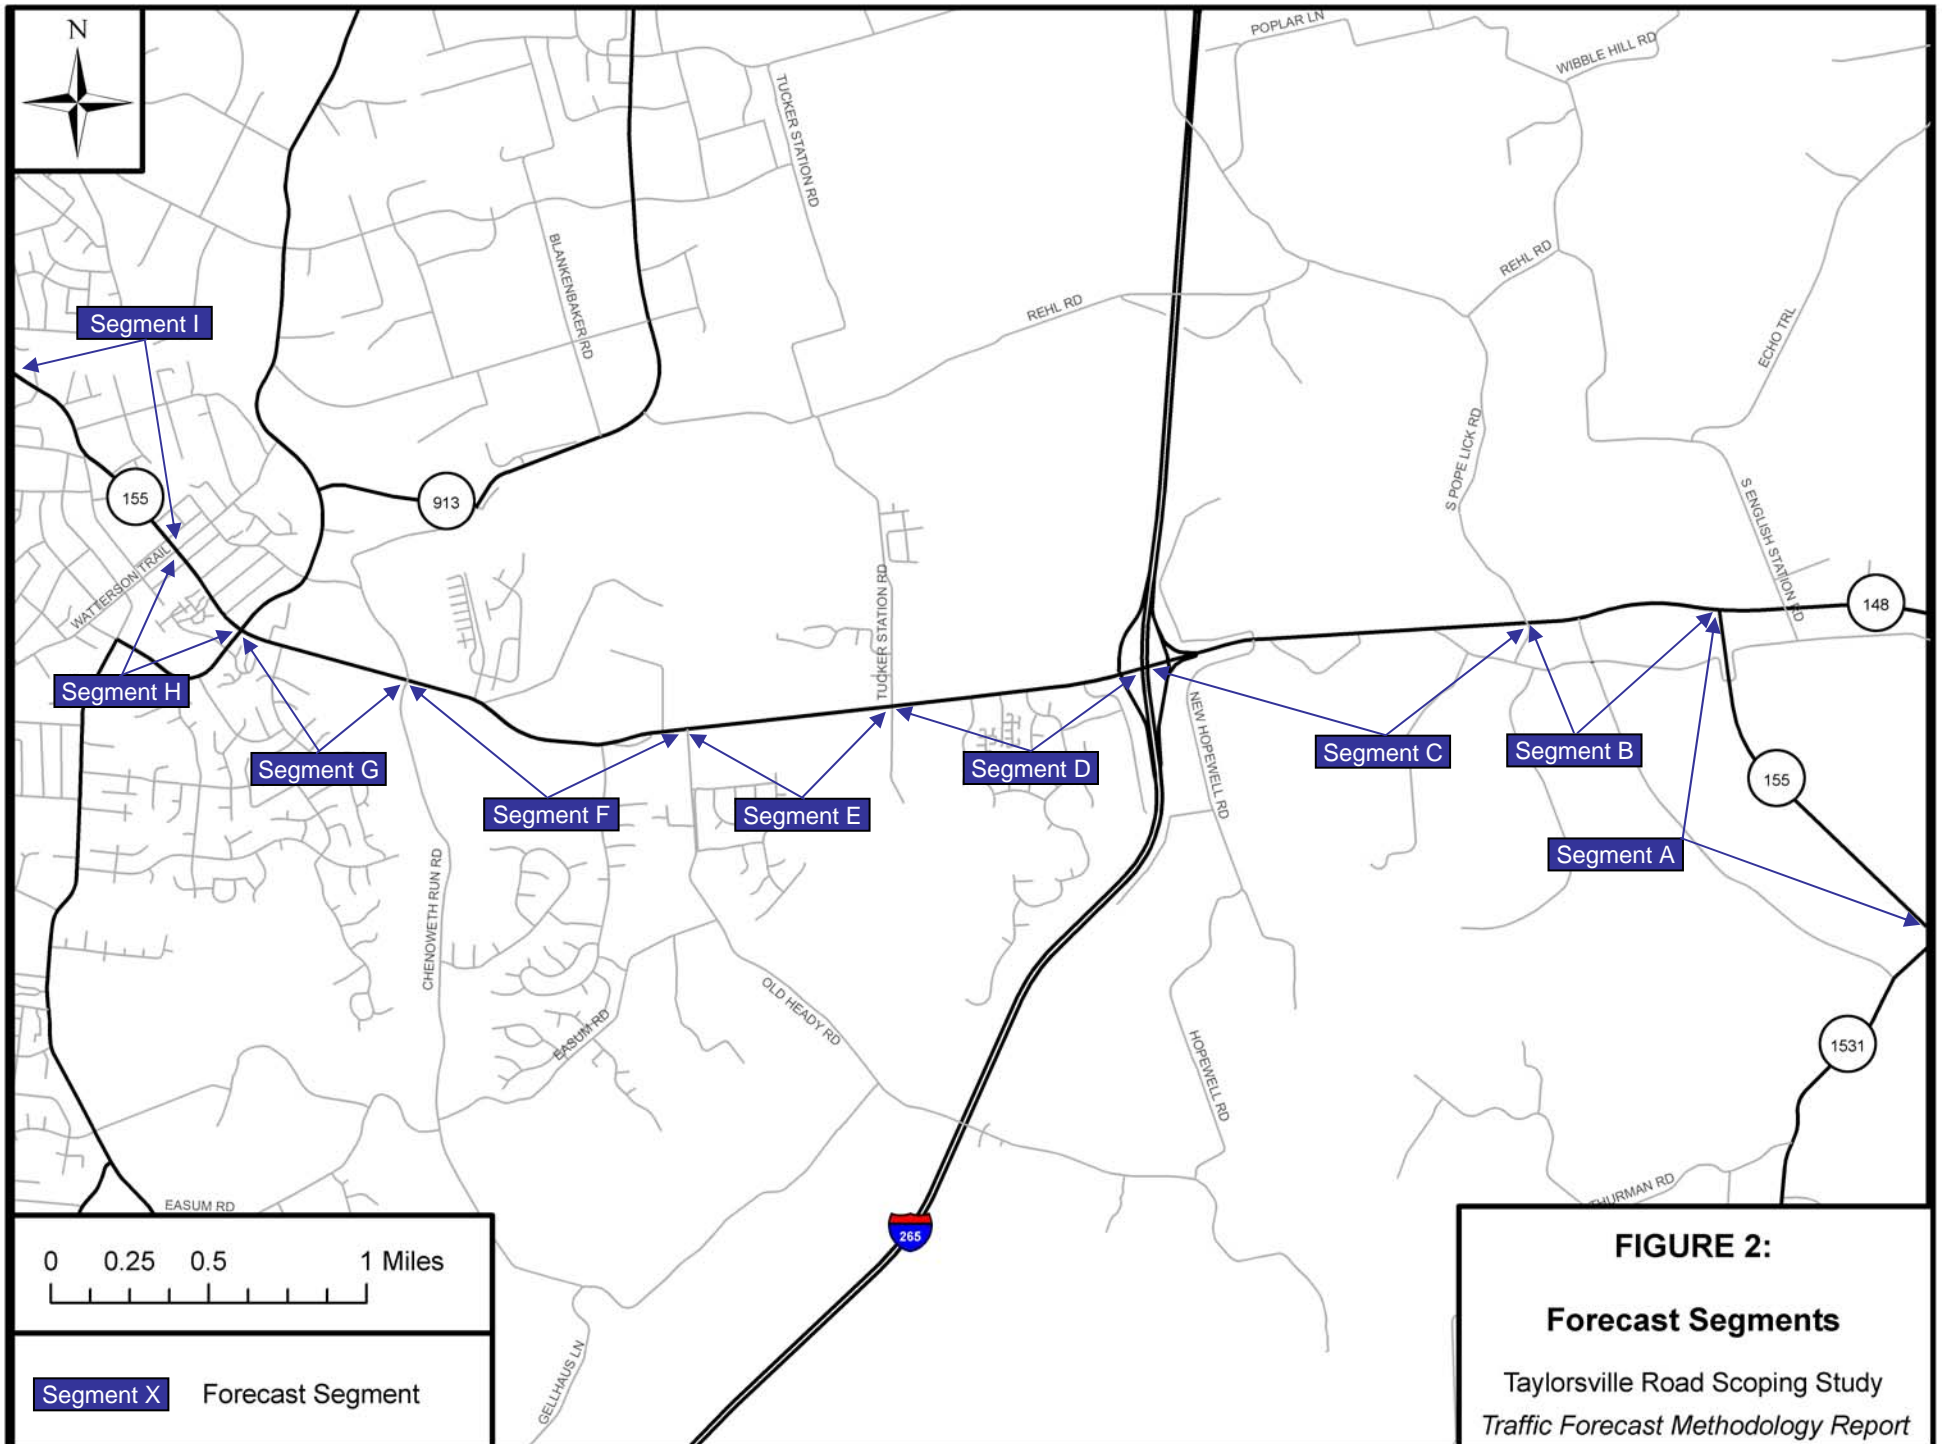 N
POPLAR LN
WIBBLE HILL RD
TUCKER STATION RD
BLANKENBAKER RD
REHL RD
REHL RD
ECHO TRL
Segment I
S POPE LICK RD
155
913
S ENGLISH STATION RD
WATTERSON TRAIL
TUCKER STATION RD
148
Segment H
NEW HOPEWELL RD
Segment G
Segment D
Segment C
Segment B
155
Segment F
Segment E
Segment A
CHENOWETH RUN RD
OLD HEADY RD
EASUM RD
HOPEWELL RD
1531
THURMAN RD
EASUM RD
265
0 0.25 0.5 1 Miles
GELLHAUS LN
Segment X Forecast Segment
FIGURE 2:
Forecast Segments
Taylorsville Road Scoping Study
Traffic Forecast Methodology Report